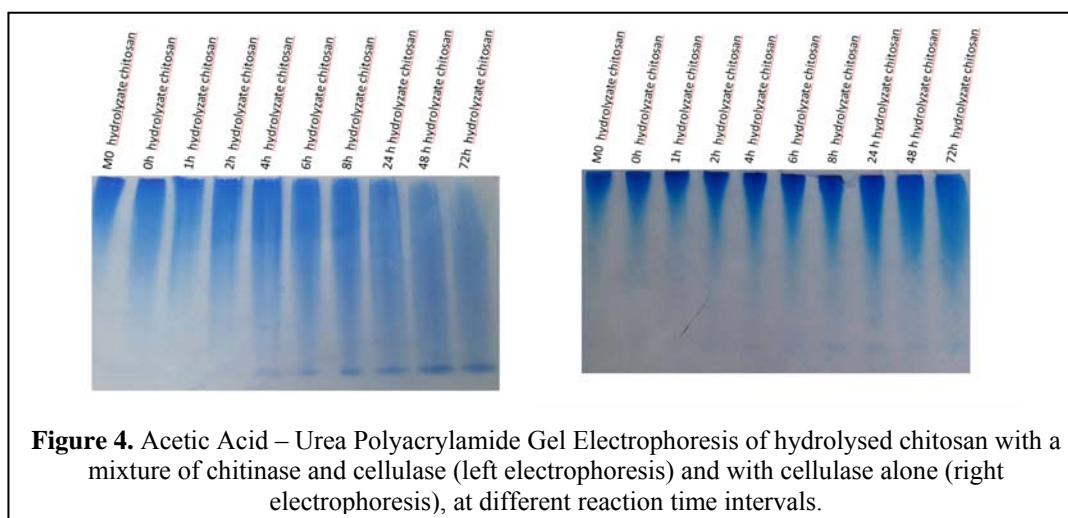 M0 hydrolyzate chitosan
0h hydrolyzate chitosan
1h hydrolyzate chitosan
2h hydrolyzate chitosan
4h hydrolyzate chitosan
6h hydrolyzate chitosan
8h hydrolyzate chitosan
24 h hydrolyzate chitosan
48 h hydrolyzate chitosan
72h hydrolyzate chitosan
M0 hydrolyzate chitosan
0h hydrolyzate chitosan
1h hydrolyzate chitosan
2h hydrolyzate chitosan
4h hydrolyzate chitosan
6h hydrolyzate chitosan
8h hydrolyzate chitosan
24 h hydrolyzate chitosan
48 h hydrolyzate chitosan
72h hydrolyzate chitosan
Figure 4. Acetic Acid – Urea Polyacrylamide Gel Electrophoresis of hydrolysed chitosan with a
mixture of chitinase and cellulase (left electrophoresis) and with cellulase alone (right
electrophoresis), at different reaction time intervals.